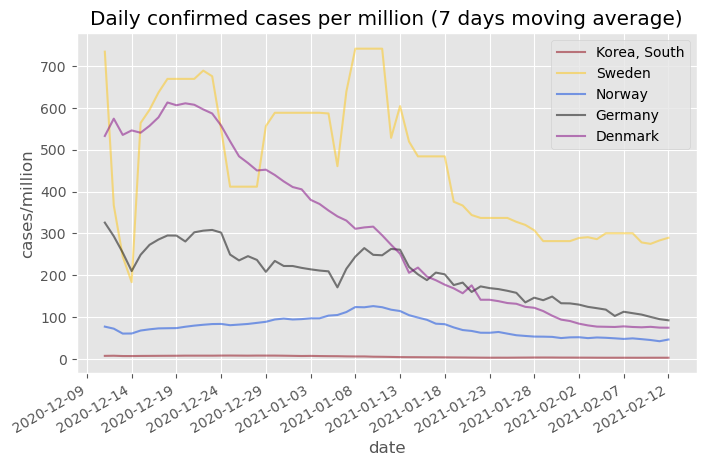 Daily confirmed cases per million (7 days moving average)
Korea, South
Sweden
Norway
Germany
Denmark
cases/million
700
600
500
400
300
200
100
0
2020-12-09
2020-12-14
2020-12-19
2020-12-24
2020-12-29
2021-01-03
2021-01-08
2021-01-13
2021-01-18
2021-01-23
2021-01-28
2021-02-02
2021-02-07
2021-02-12
date